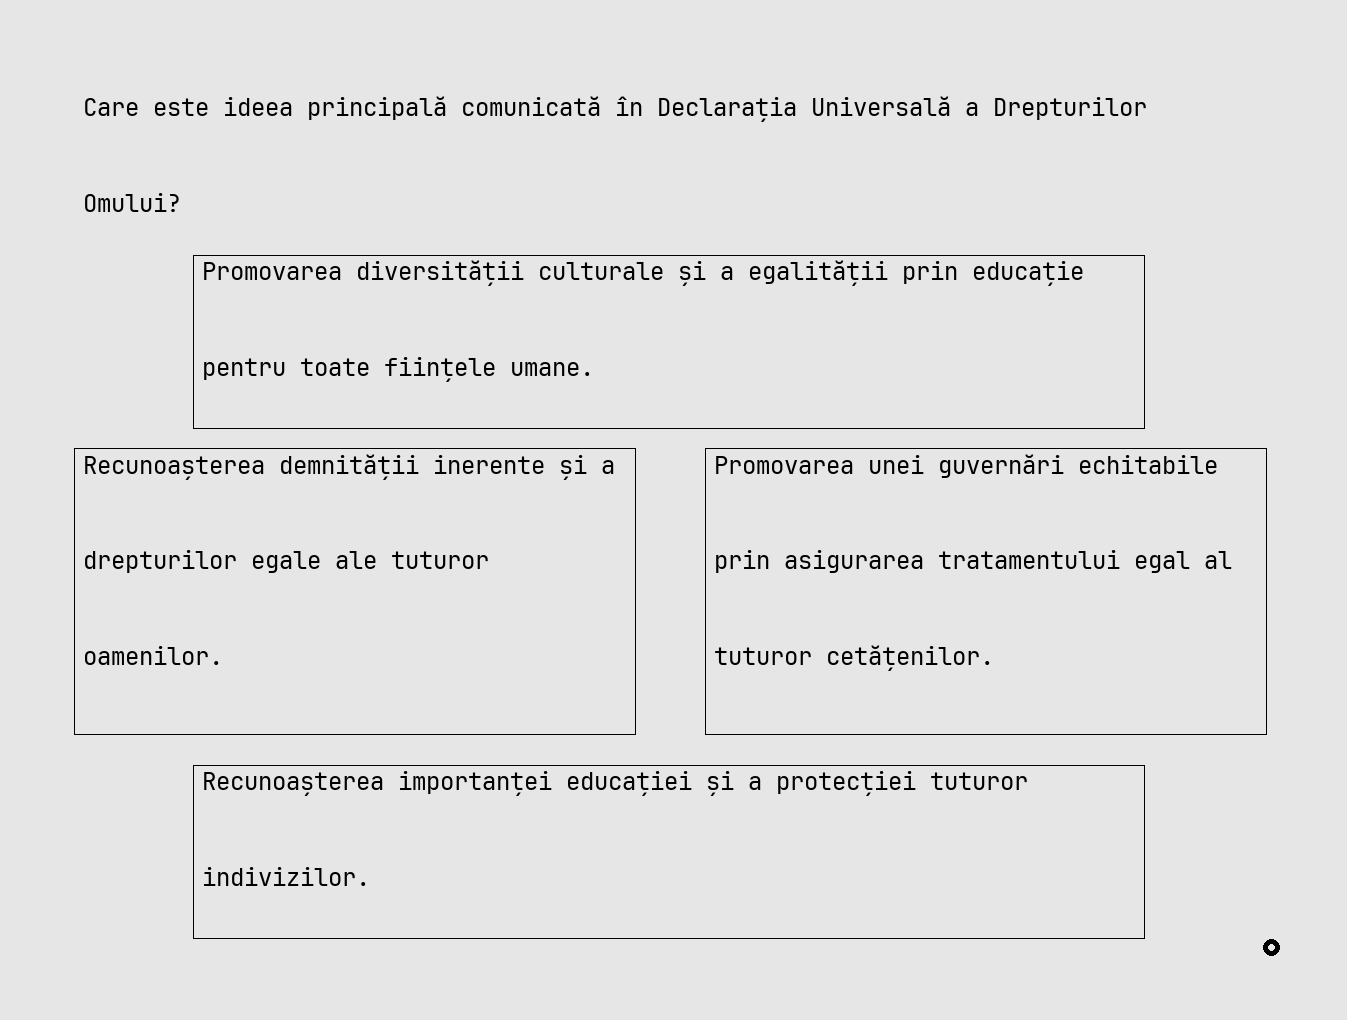 Care este ideea principală comunicată în Declarația Universală a Drepturilor
Omului?
Promovarea diversității culturale și a egalității prin educație
pentru toate ființele umane.
Recunoașterea demnității inerente și a
drepturilor egale ale tuturor
oamenilor.
Promovarea unei guvernări echitabile
prin asigurarea tratamentului egal al
tuturor cetățenilor.
Recunoașterea importanței educației și a protecției tuturor
indivizilor.